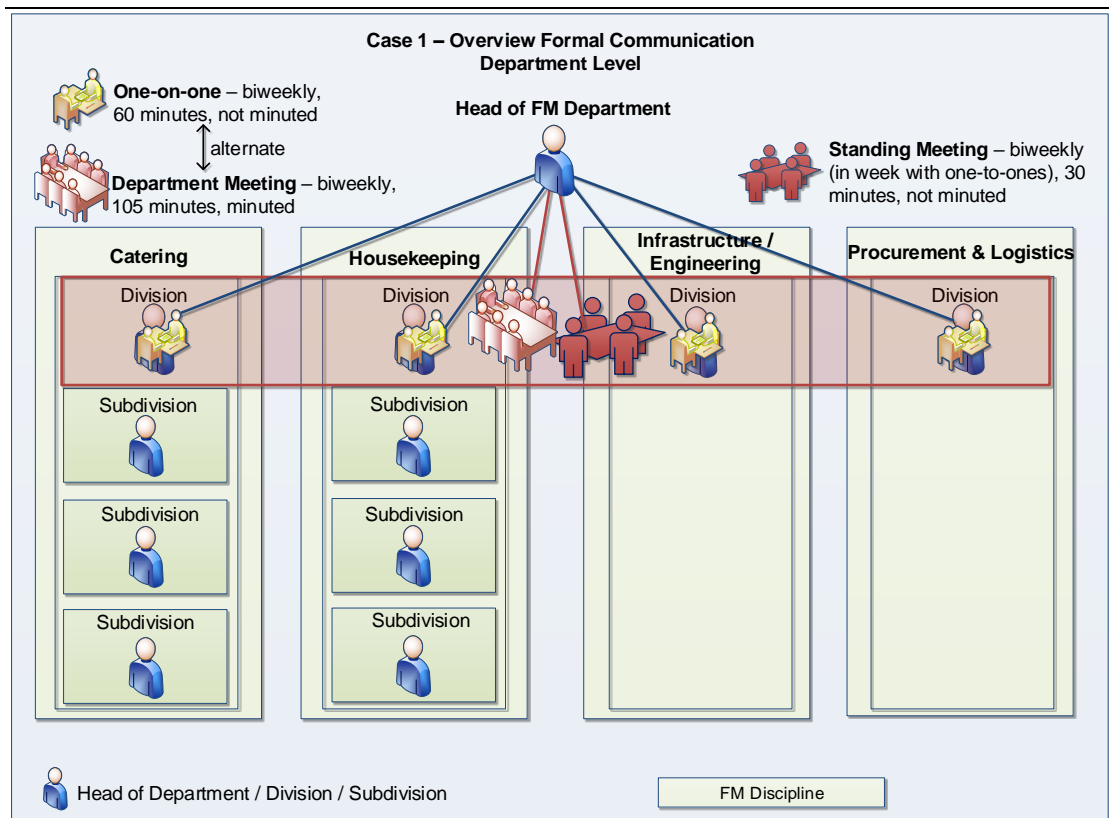 Case 1 – Overview Formal Communication
Department Level
One-on-one – biweekly,
60 minutes, not minuted
alternate
Department Meeting – biweekly,
105 minutes, minuted
Head of FM Department
Standing Meeting – biweekly
(in week with one-to-ones), 30
minutes, not minuted
Catering
Housekeeping
Infrastructure /
Engineering
Procurement & Logistics
Division
Division
Division
Division
Subdivision
Subdivision
Subdivision
Subdivision
Subdivision
Subdivision
Head of Department / Division / Subdivision
FM Discipline